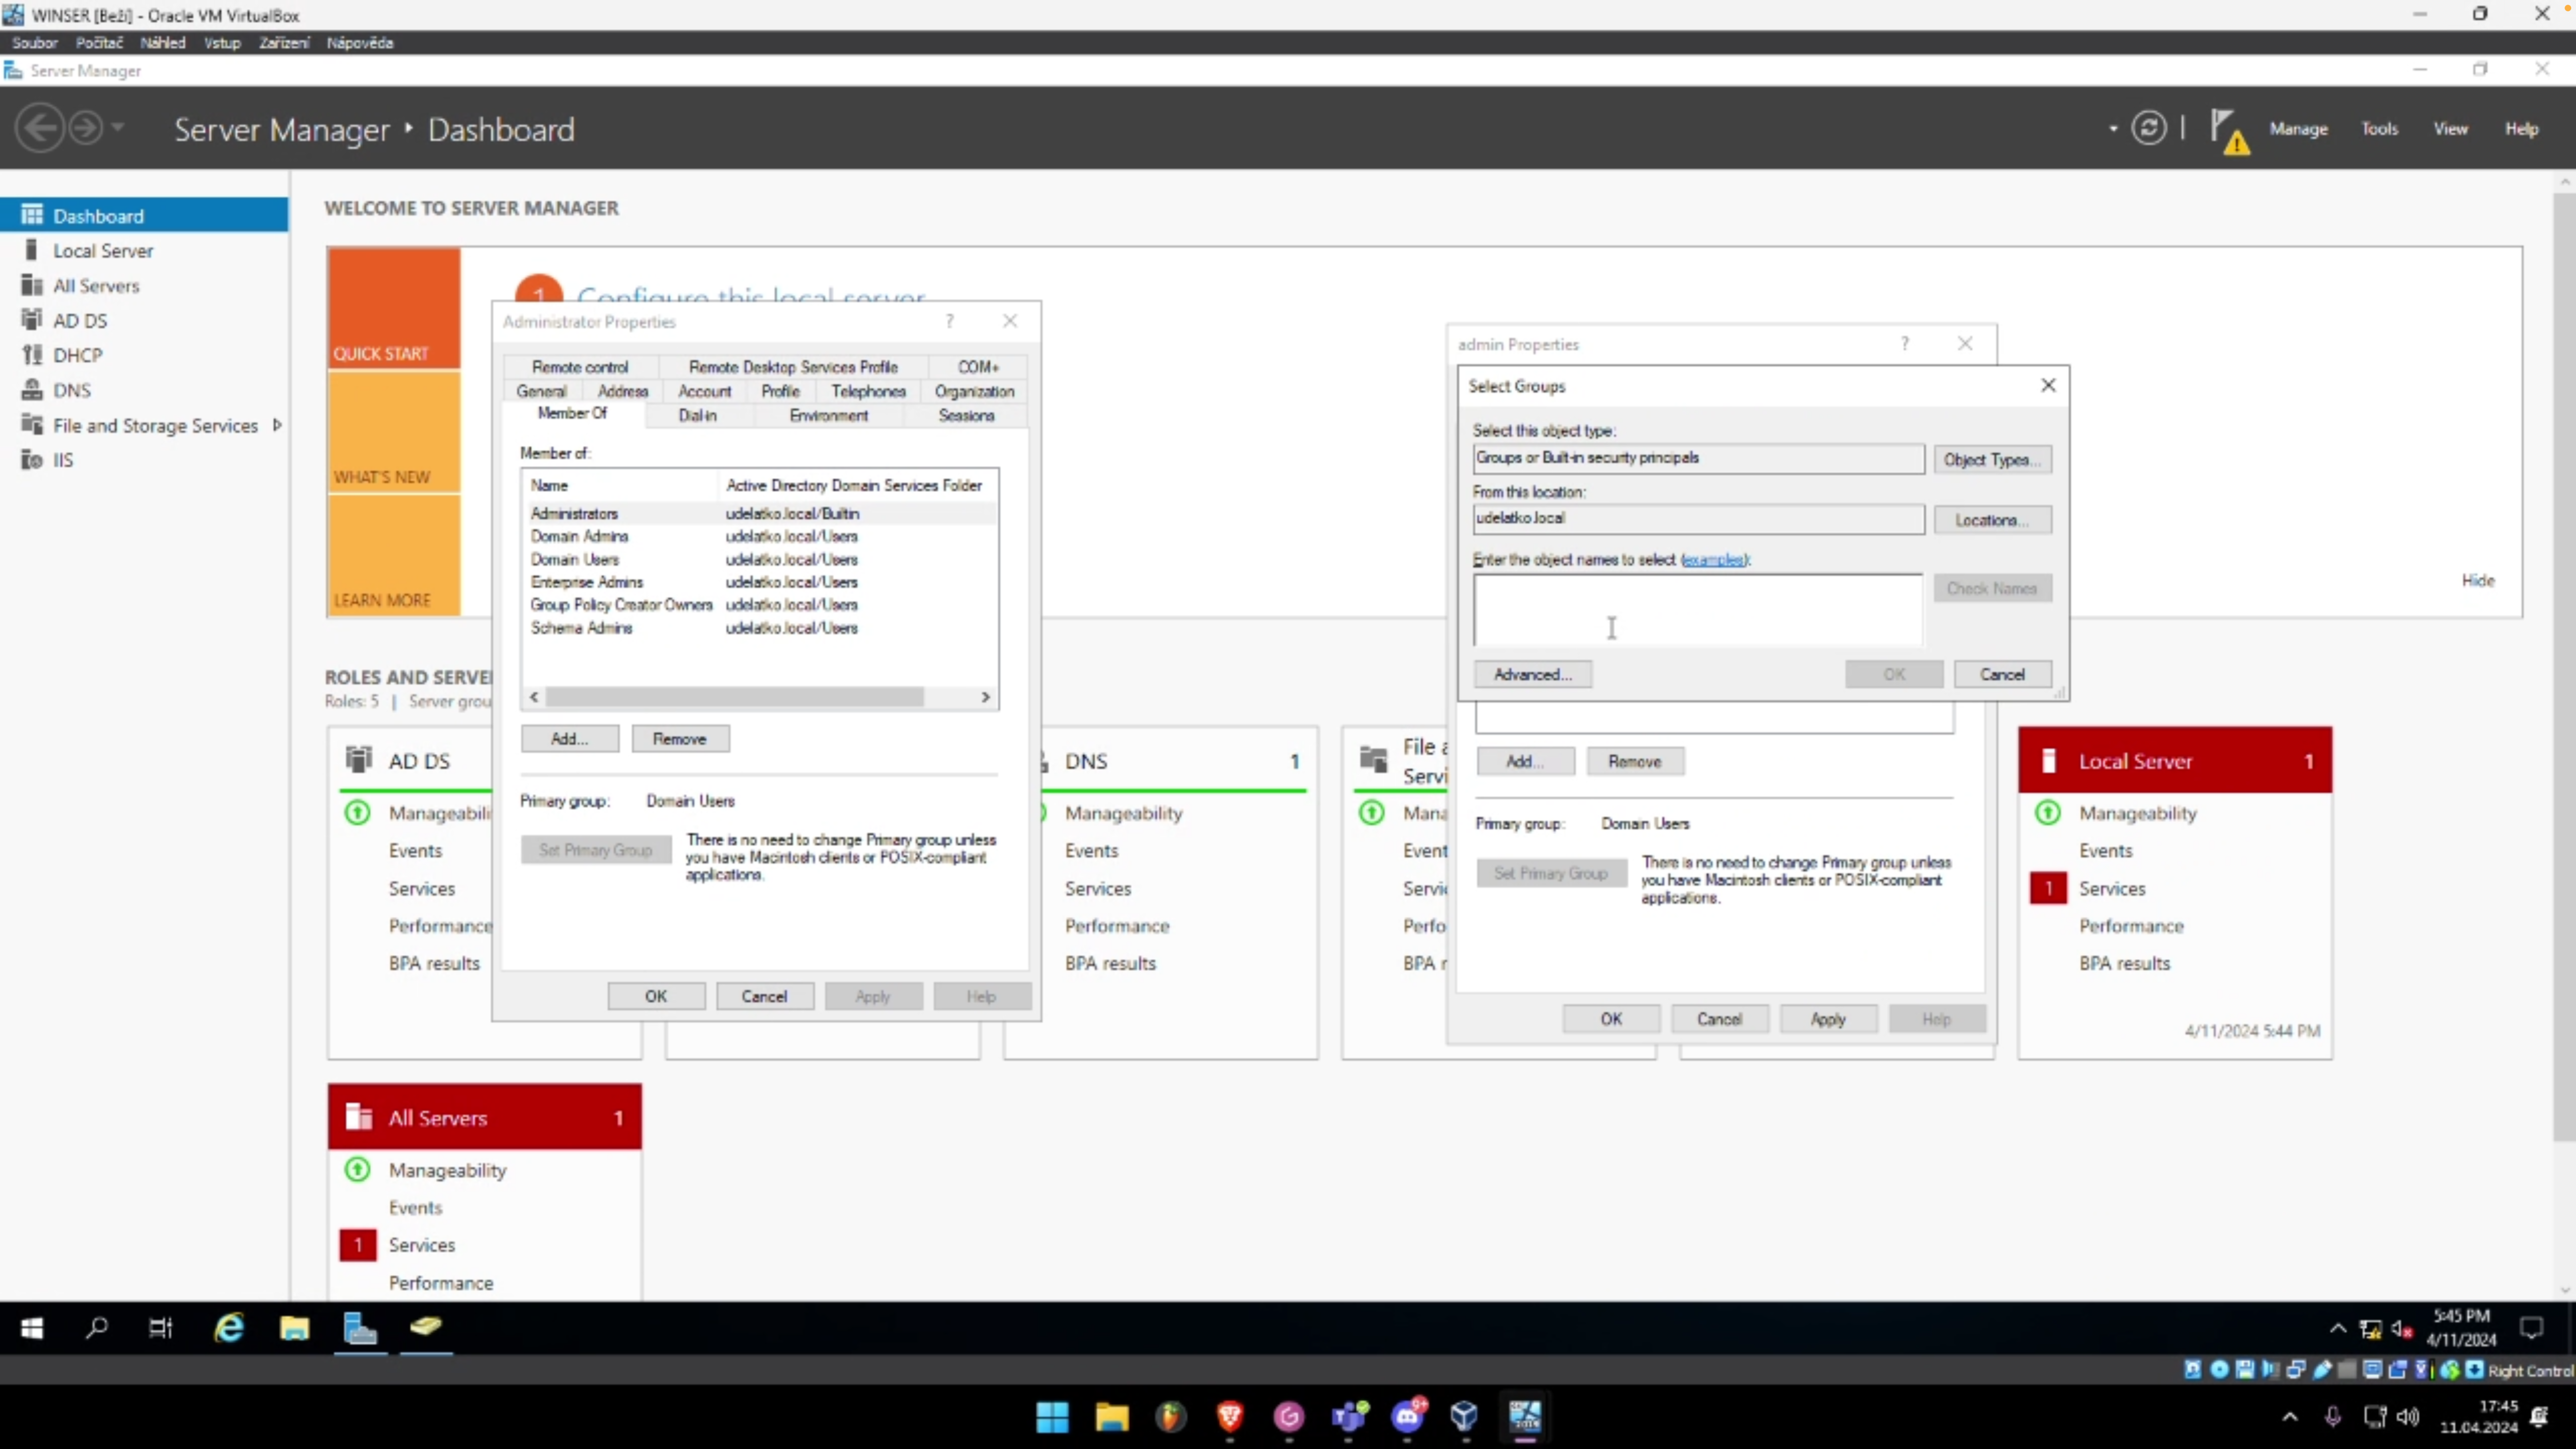 WINSER [Beží] - Oracle VM VirtualBox
Soubor Počítač Náhled Vstup Zařízení Nápověda
Server Manager
Server Manager Dashboard
Manage Tools View Help
Dashboard
Local Server
All Servers
AD DS
DHCP
DNS
File and Storage Services
IIS
WELCOME TO SERVER MANAGER
QUICK START
WHAT'S NEW
LEARN MORE
1 Configure this local server
Hide
Administrator Properties ?
Remote control Remote Desktop Services Profile COM+
General Address Account Profile Telephones Organization
Member Of Dial-in Environment Sessions
Member of:
Name Active Directory Domain Services Folder
Administrators udelatko.local/Builtin
Domain Admins udelatko.local/Users
Domain Users udelatko.local/Users
Enterprise Admins udelatko.local/Users
Group Policy Creator Owners udelatko.local/Users
Schema Admins udelatko.local/Users
Add... Remove
Primary group: Domain Users
Set Primary Group
There is no need to change Primary group unless
you have Macintosh clients or POSIX-compliant
applications.
OK Cancel Apply Help
admin Properties ?
Select Groups
Select this object type:
Groups or Built-in security principals Object Types...
From this location:
udelatko.local Locations...
Enter the object names to select (examples):
Check Names
Advanced... OK Cancel
Add... Remove
Primary group: Domain Users
Set Primary Group
There is no need to change Primary group unless
you have Macintosh clients or POSIX-compliant
applications.
OK Cancel Apply Help
ROLES AND SERVE
Roles: 5 | Server grou
AD DS
Manageabili
Events
Services
Performance
BPA results
DNS 1
Manageability
Events
Services
Performance
BPA results
File a
Servi
Mana
Event
Servi
Perfo
BPA r
Local Server 1
Manageability
Events
1 Services
Performance
BPA results
4/11/2024 5:44 PM
All Servers 1
Manageability
Events
1 Services
Performance
5:45 PM
4/11/2024
Right Control
9+
17:45
11.04.2024